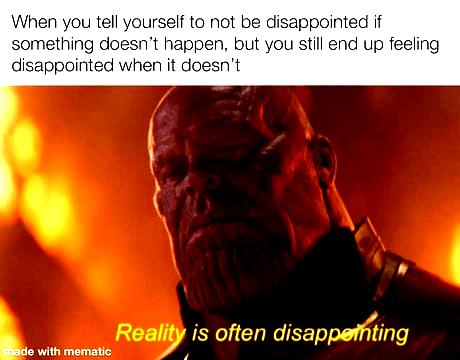 When you tell yourself to not be disappointed if
something doesn't happen, but you still end up feeling
disappointed when it doesn't
Reality is often disappointing
made with mematic